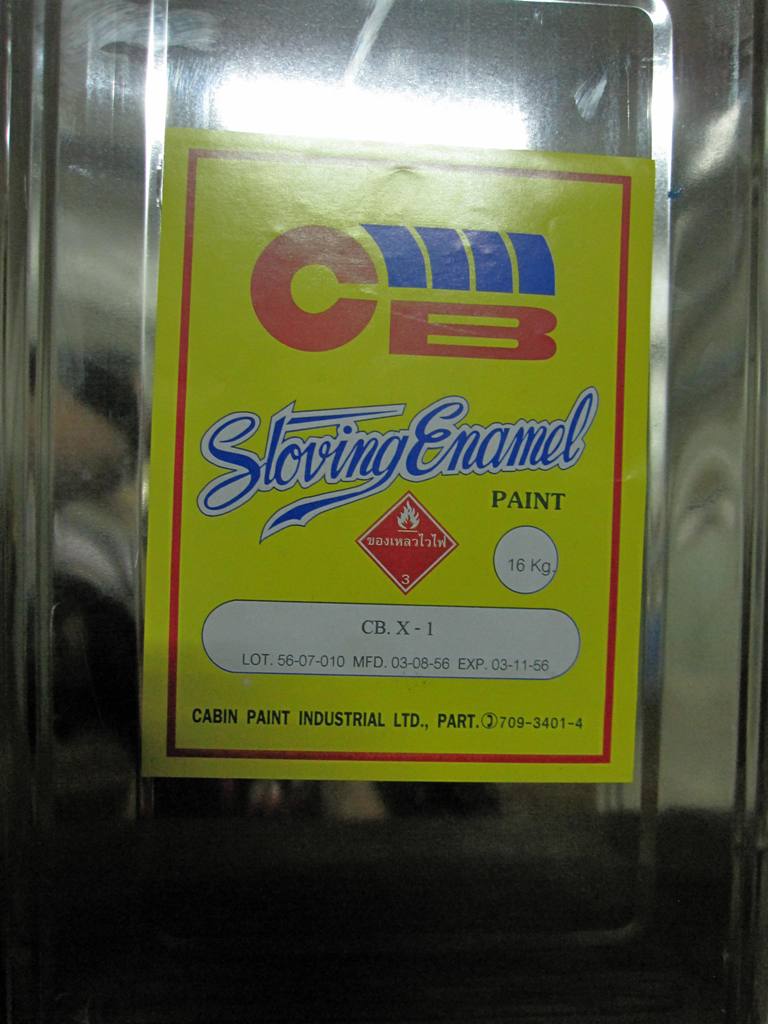 CB
Stoving Enamel
PAINT
ของเหลวไวไฟ
3
16 Kg.
CB. X - 1
LOT. 56-07-010 MFD. 03-08-56 EXP. 03-11-56
CABIN PAINT INDUSTRIAL LTD., PART. 709-3401-4